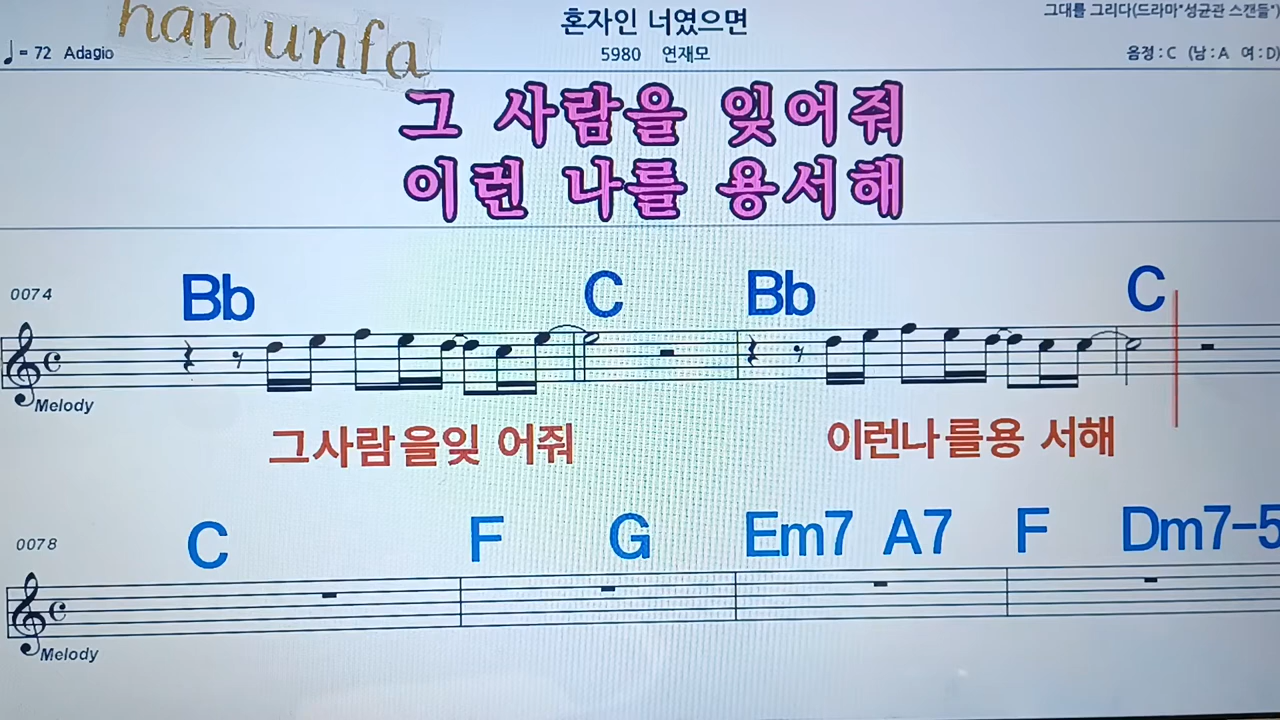 han unfa
혼자인 너였으면
그대를 그리다(드라마"성균관 스캔들")
♩= 72 Adagio
5980 연재모
음정 : C (남 : A 여 : D)
그 사람을 잊어줘
이런 나를 용서해
0074
Bb C Bb C
Melody
그사람을잊 어줘 이런나를용 서해
0078
C F G Em7 A7 F Dm7-5
Melody